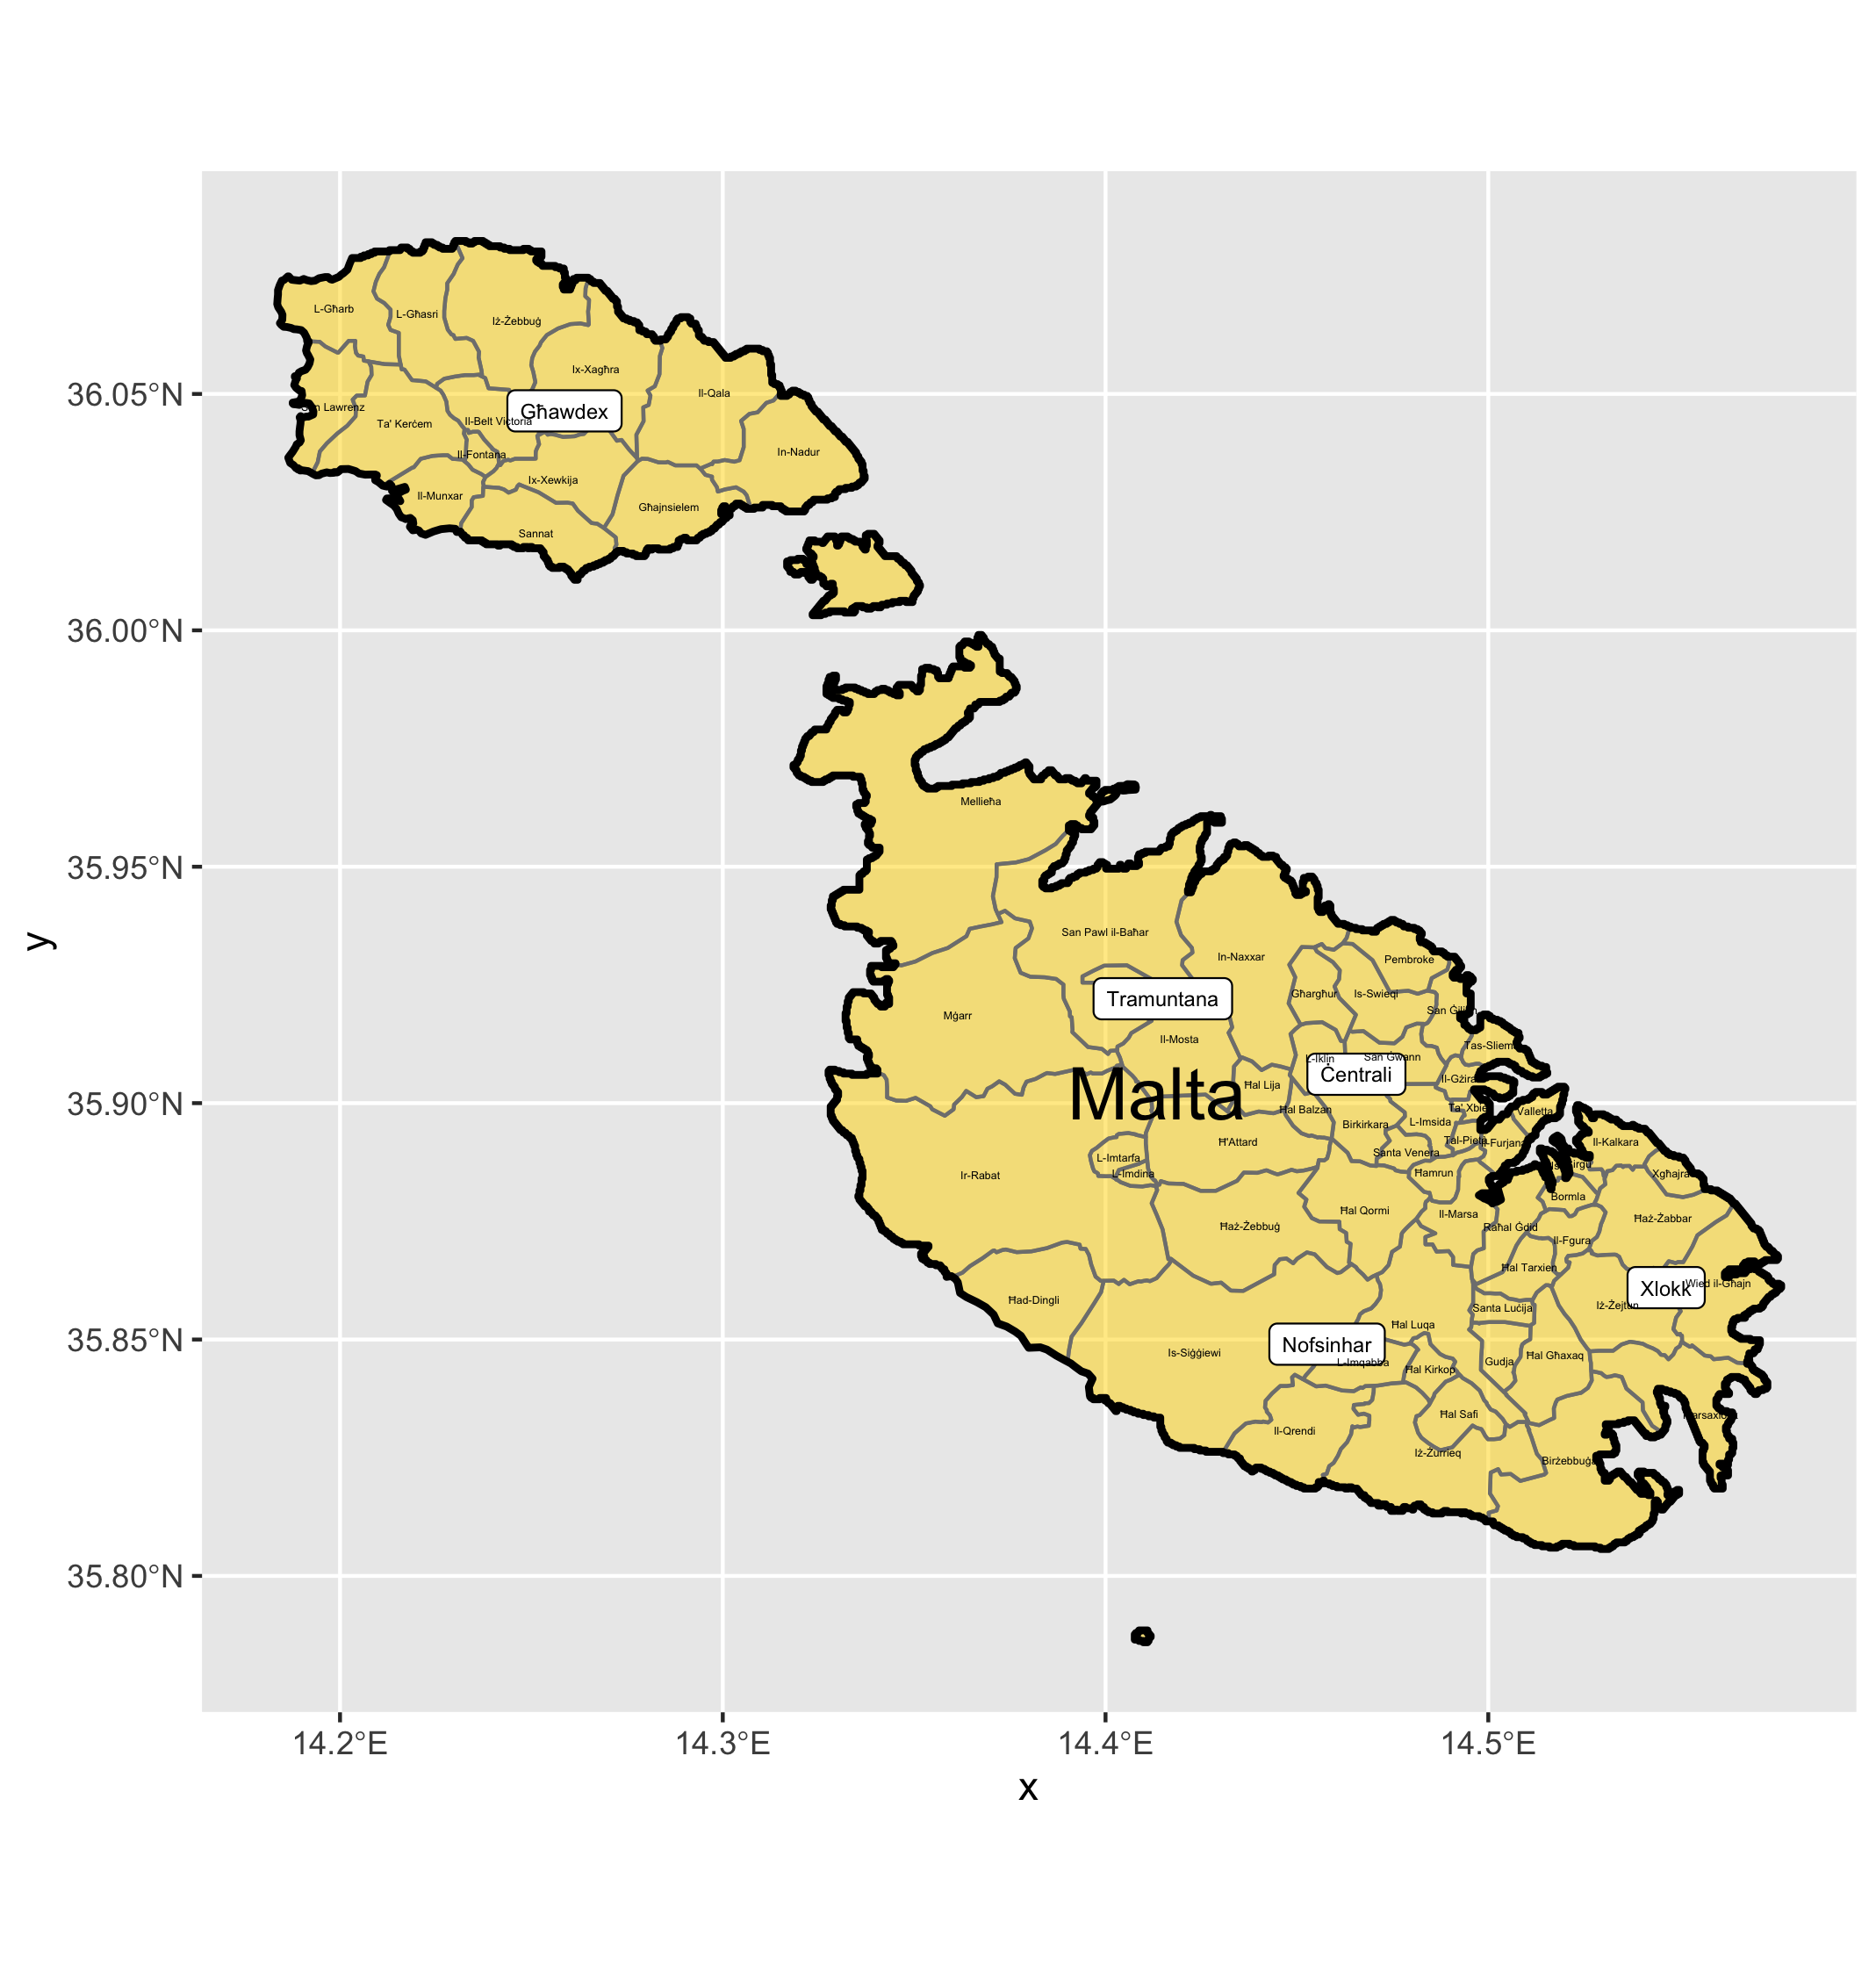 36.05°N
36.00°N
35.95°N
35.90°N
35.85°N
35.80°N
y
L-Għarb
L-Għasri
Iż-Żebbuġ
Ix-Xagħra
Il-Qala
Lawrenz
Ta' Kerċem
Il-Belt Victoria
Għawdex
Il-Fontana
In-Nadur
Ix-Xewkija
Il-Munxar
Għajnsielem
Sannat
Mellieħa
San Pawl il-Baħar
In-Naxxar
Pembroke
Tramuntana
Għargħur
Is-Swieqi
San Ġiljan
Mġarr
Il-Mosta
Tas-Sliema
L-Iklin
San Ġwann
Ċentrali
Malta
Ħal Lija
Il-Gżira
Ħal Balzan
Ta' Xbiex
Valletta
Birkirkara
L-Imsida
Ħ'Attard
Tal-Pietà
Il-Furjana
Il-Kalkara
Santa Venera
L-Imtarfa
L-Imdina
Ir-Rabat
Ħamrun
Xgħajra
Bormla
Ħal Qormi
Il-Marsa
Ħaż-Żabbar
Ħaż-Żebbuġ
Raħal Ġdid
Il-Fgura
Ħal Tarxien
Xlokk
Wied il-Għajn
Ħad-Dingli
Santa Luċija
Iż-Żejtun
Ħal Luqa
Nofsinhar
Is-Siġġiewi
L-Imqabba
Ħal Kirkop
Gudja
Ħal Għaxaq
Ħal Safi
Il-Qrendi
Iż-Żurrieq
Birżebbuġa
14.2°E
14.3°E
14.4°E
14.5°E
x